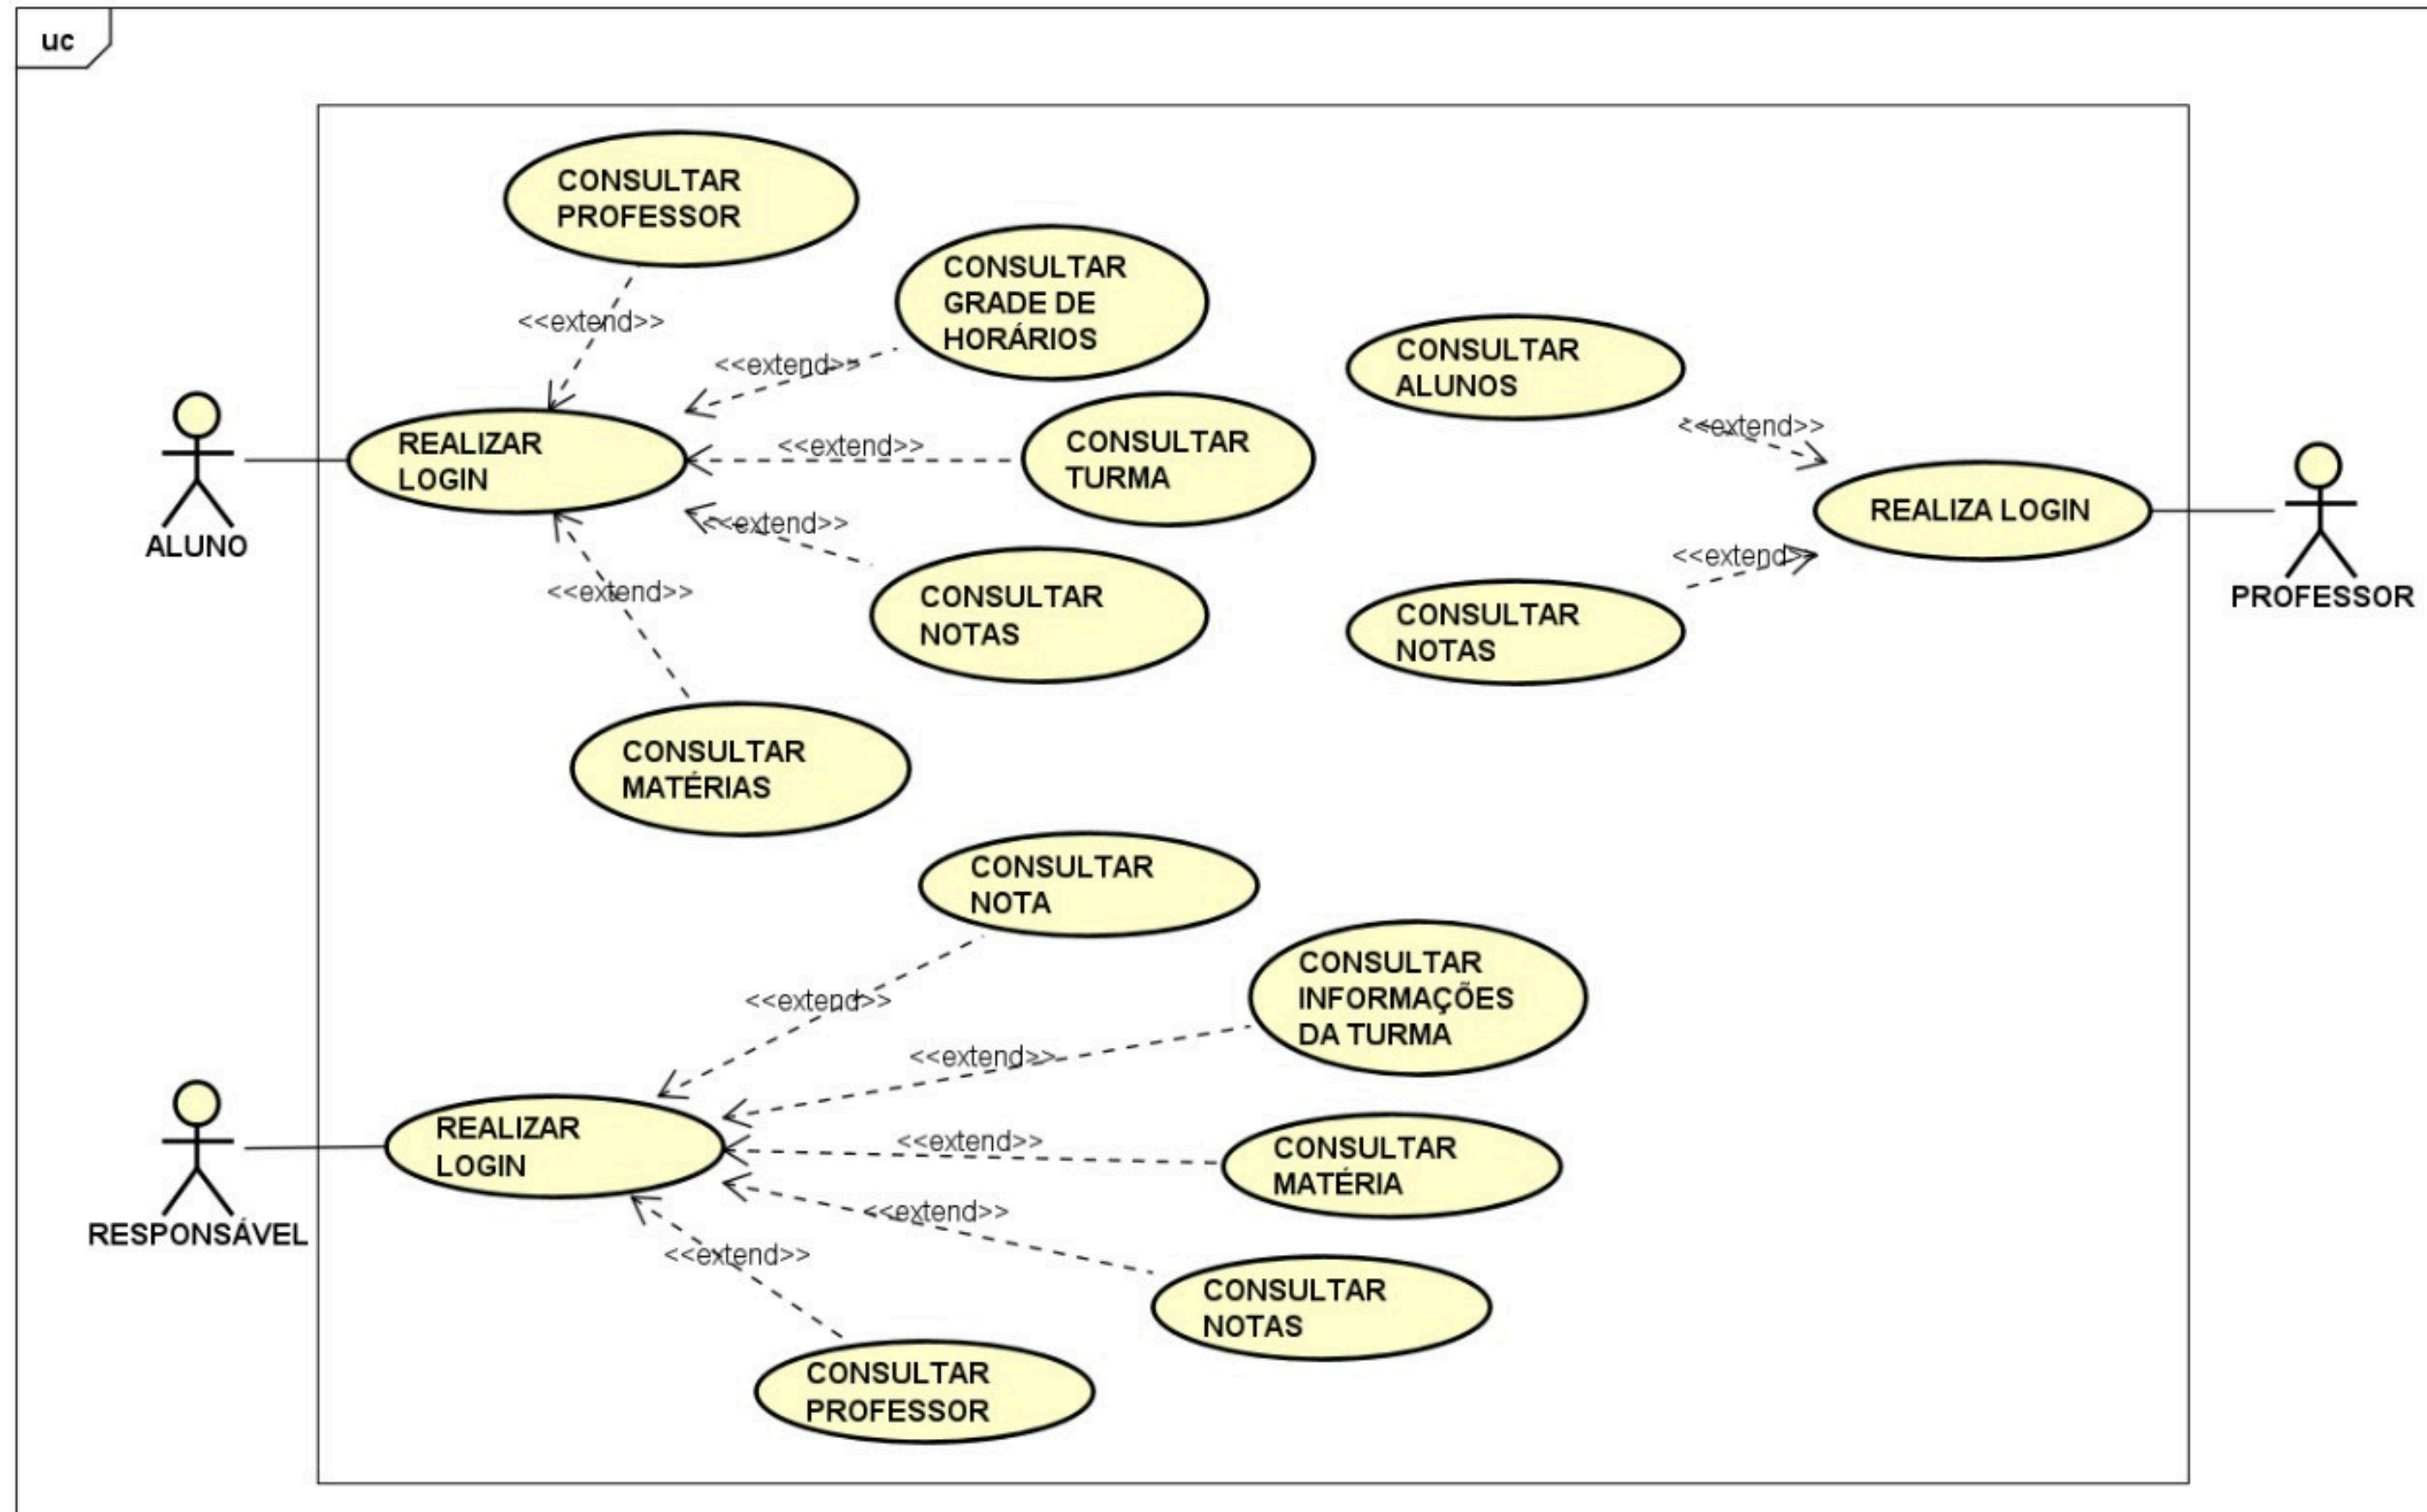 uc
CONSULTAR
PROFESSOR
<<extend>>
CONSULTAR
GRADE DE
HORÁRIOS
<<extend>>
CONSULTAR
ALUNOS
<<extend>>
REALIZAR
LOGIN
ALUNO
<<extend>>
CONSULTAR
TURMA
<<extend>>
CONSULTAR
NOTAS
<<extend>>
CONSULTAR
MATÉRIAS
REALIZA LOGIN
PROFESSOR
<<extend>>
CONSULTAR
NOTAS
CONSULTAR
NOTA
<<extend>>
CONSULTAR
INFORMAÇÕES
DA TURMA
<<extend>>
REALIZAR
LOGIN
RESPONSÁVEL
<<extend>>
CONSULTAR
MATÉRIA
<<extend>>
CONSULTAR
NOTAS
<<extend>>
CONSULTAR
PROFESSOR